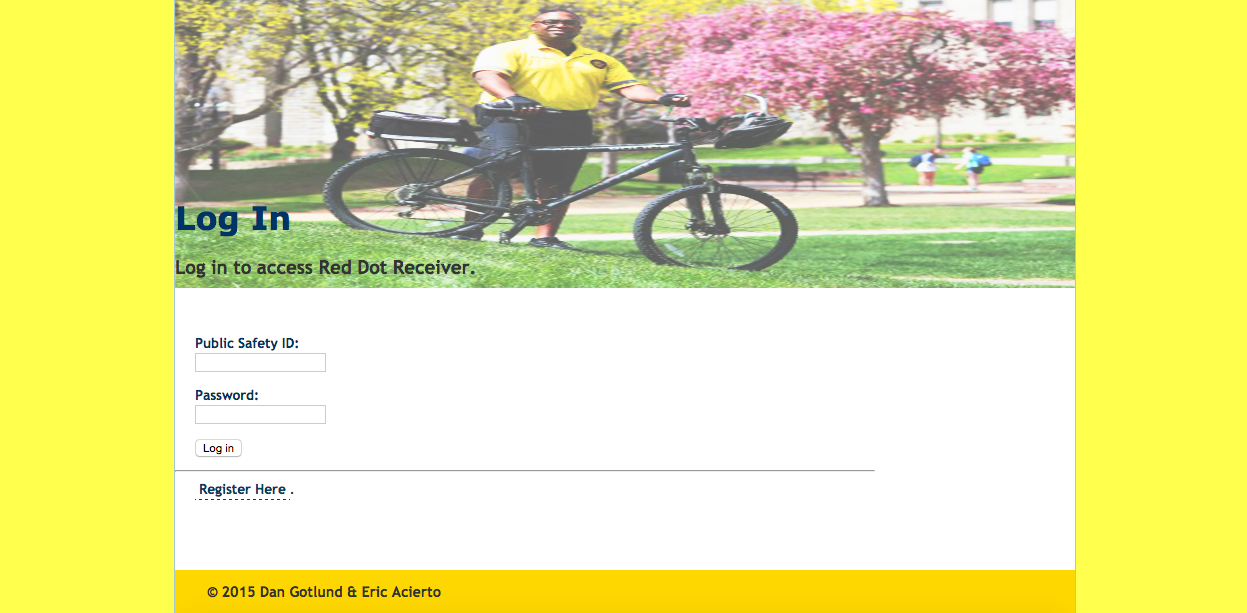 Log In
Log in to access Red Dot Receiver.
Public Safety ID:
Password:
Log in
Register Here .
© 2015 Dan Gotlund & Eric Acierto